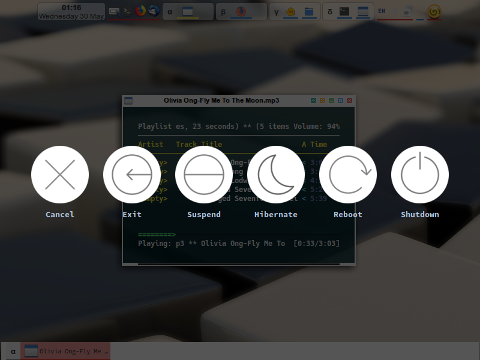 01:16
Wednesday 30 May
α
β
γ
δ
EN
Olivia Ong-Fly Me To The Moon.mp3
Playlist es, 23 seconds) ** (5 items Volume: 94%
Artist Track Title A Time
Cancel
Exit
Suspend
Hibernate
Reboot
Shutdown
=========>
Playing: p3 ** Olivia Ong-Fly Me To [0:33/3:03]
α
Olivia Ong-Fly Me ...